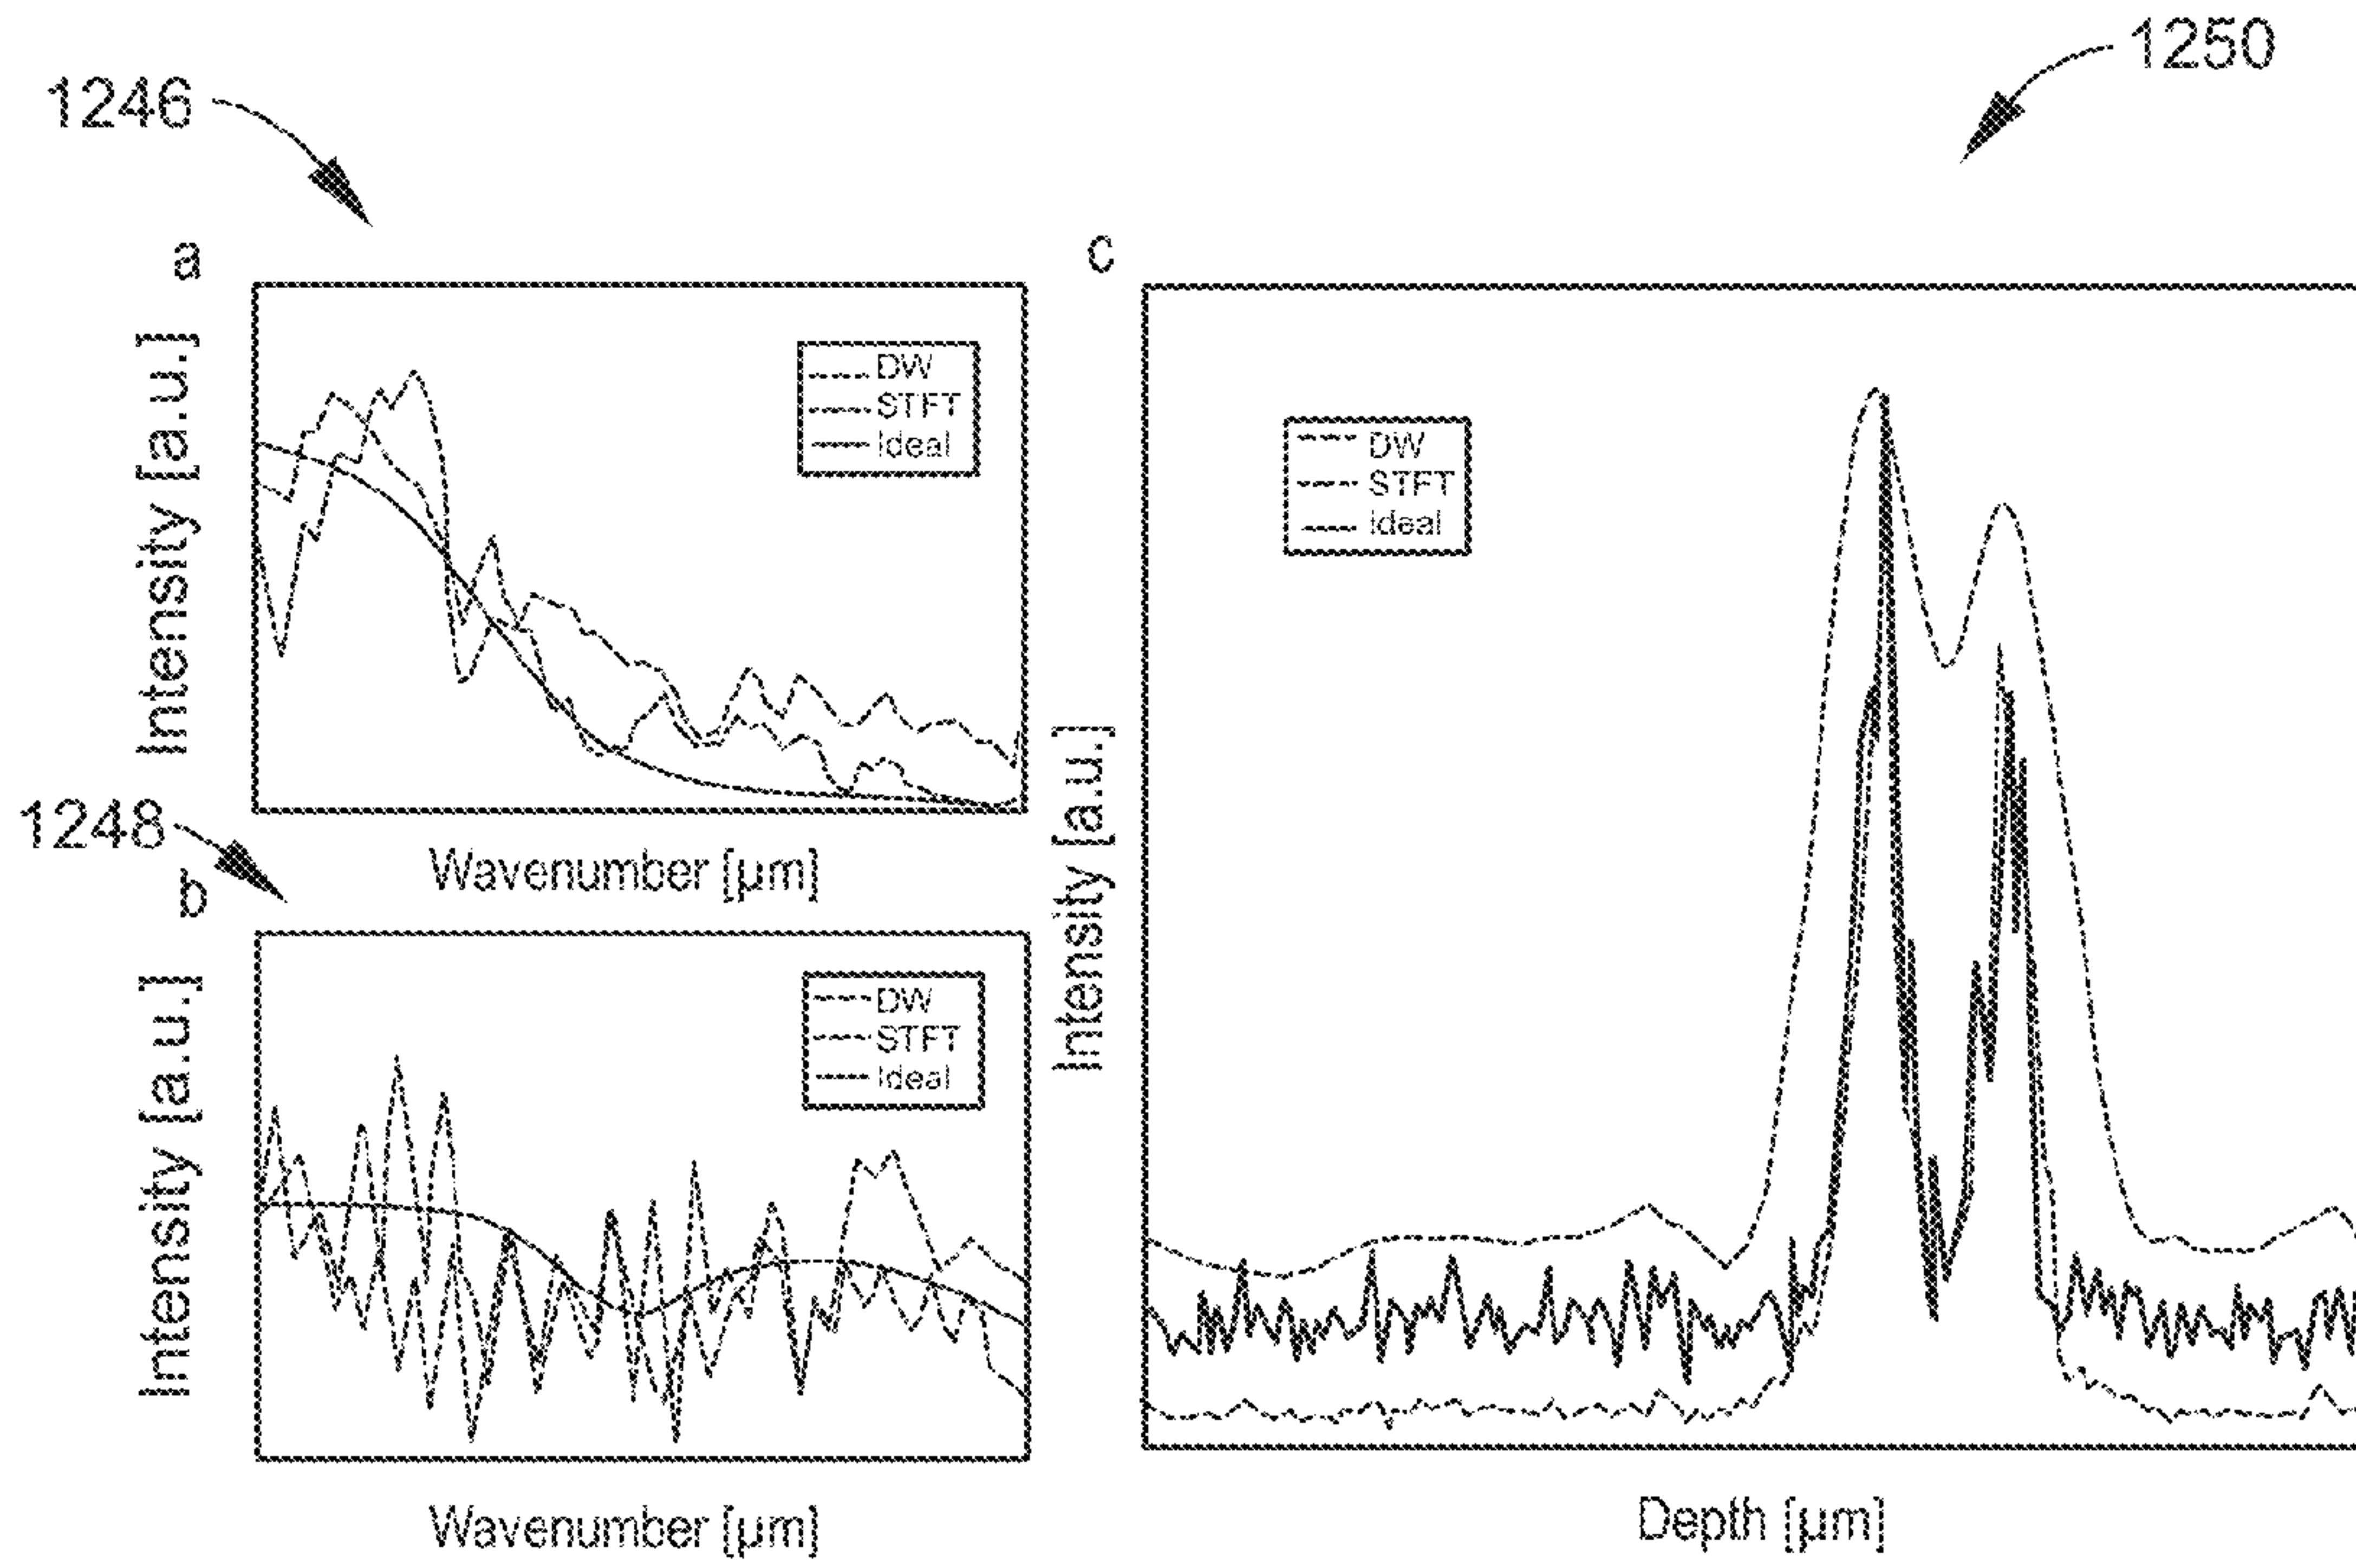 1250
1246
a
c
Intensity [a.u.]
DW
STFT
Ideal
Wavenumber [µm]
DW
STFT
Ideal
Intensity [a.u.]
Depth [µm]
1248
b
Intensity [a.u.]
DW
STFT
Ideal
Wavenumber [µm]